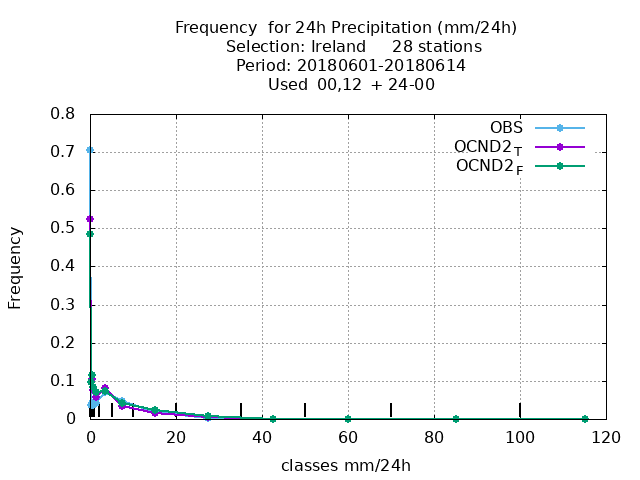 Frequency  for 24h Precipitation (mm/24h)
Selection: Ireland     28 stations
Period: 20180601-20180614
Used  00,12  + 24-00
OBS
OCND2T
OCND2F
0.8
0.7
0.6
0.5
0.4
0.3
0.2
0.1
0
Frequency
0 20 40 60 80 100 120
classes mm/24h